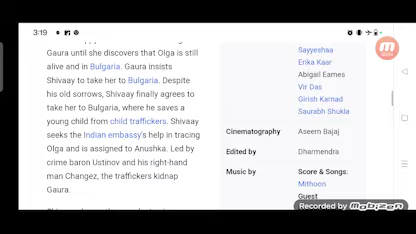 3:19
Gaura until she discovers that Olga is still
alive and in Bulgaria. Gaura insists
Shivaay to take her to Bulgaria. Despite
his old sorrows, Shivaay finally agrees to
take her to Bulgaria, where he saves a
young child from child traffickers. Shivaay
seeks the Indian embassy's help in tracing
Olga and is assigned to Anushka. Led by
crime baron Ustinov and his right-hand
man Changez, the traffickers kidnap
Gaura.
Sayyeshaa
Erika Kaar
Abigail Eames
Vir Das
Girish Karnad
Saurabh Shukla
Cinematography Aseem Bajaj
Edited by Dharmendra
Music by Score & Songs:
Mithoon
Guest
Recorded by Mobizen